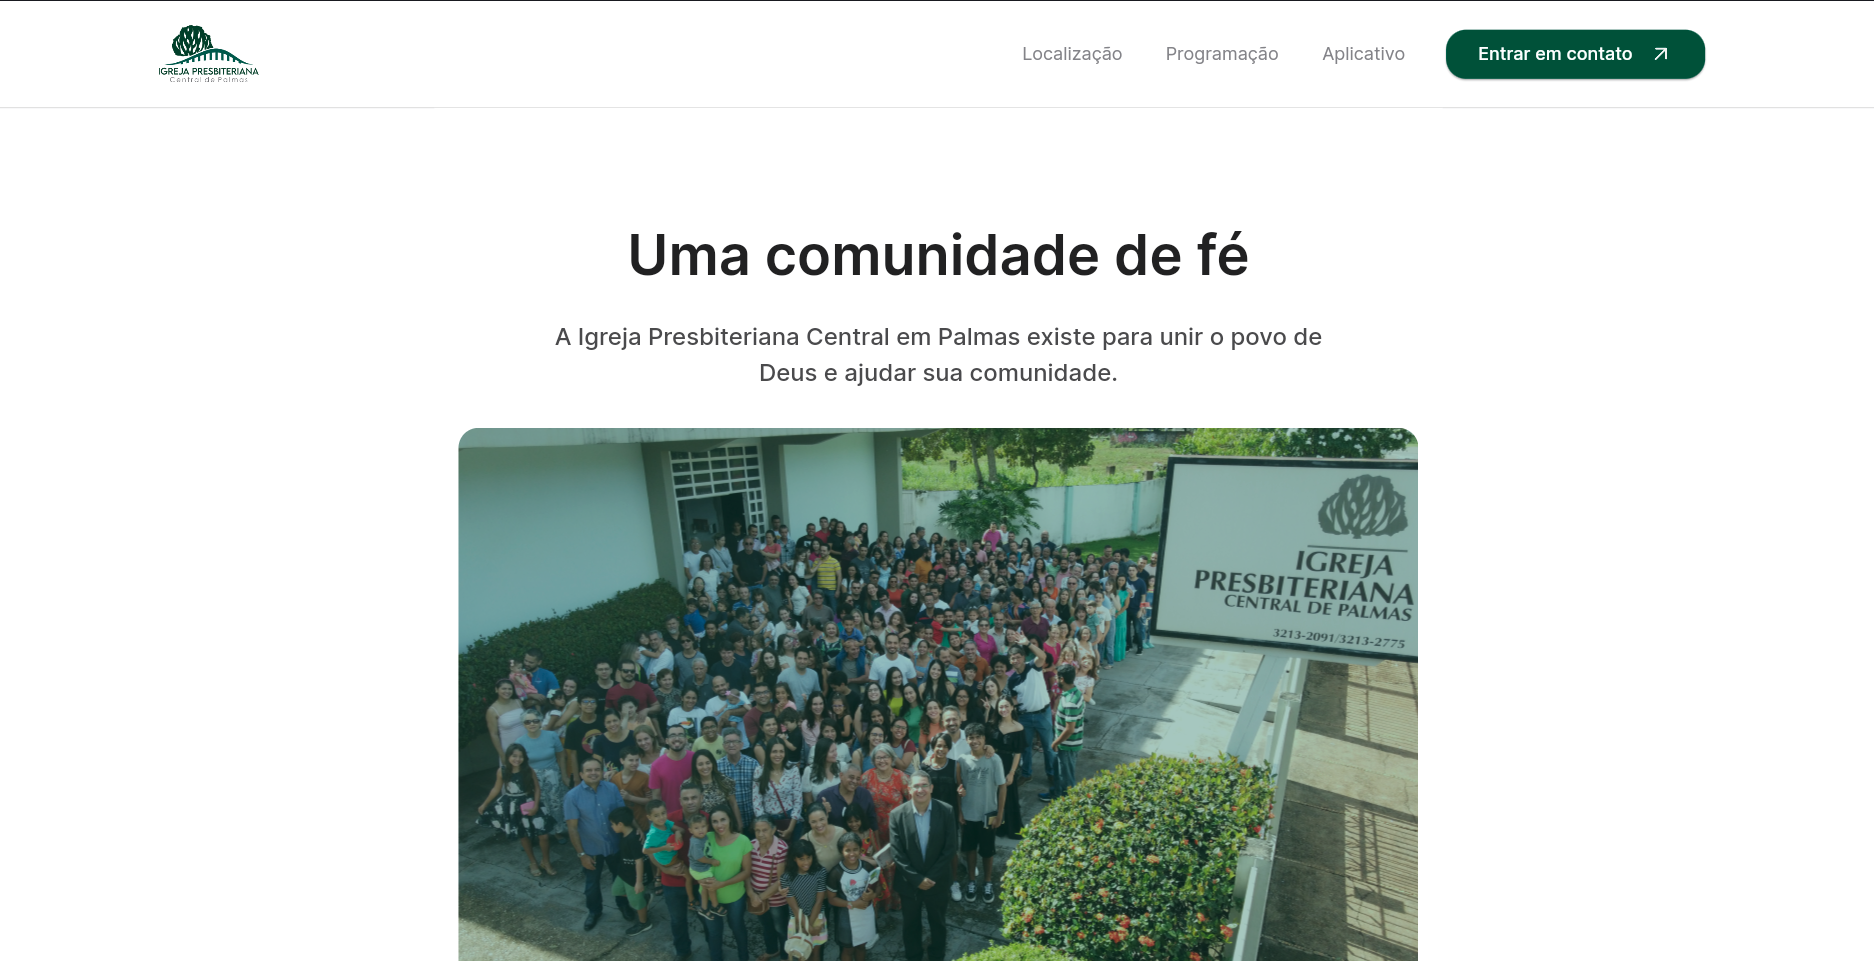 IGREJA PRESBITERIANA
Central de Palmas
Localização
Programação
Aplicativo
Entrar em contato
Uma comunidade de fé
A Igreja Presbiteriana Central em Palmas existe para unir o povo de
Deus e ajudar sua comunidade.
IGREJA
PRESBITERIANA
CENTRAL DE PALMAS
3213-2091/3213-2775